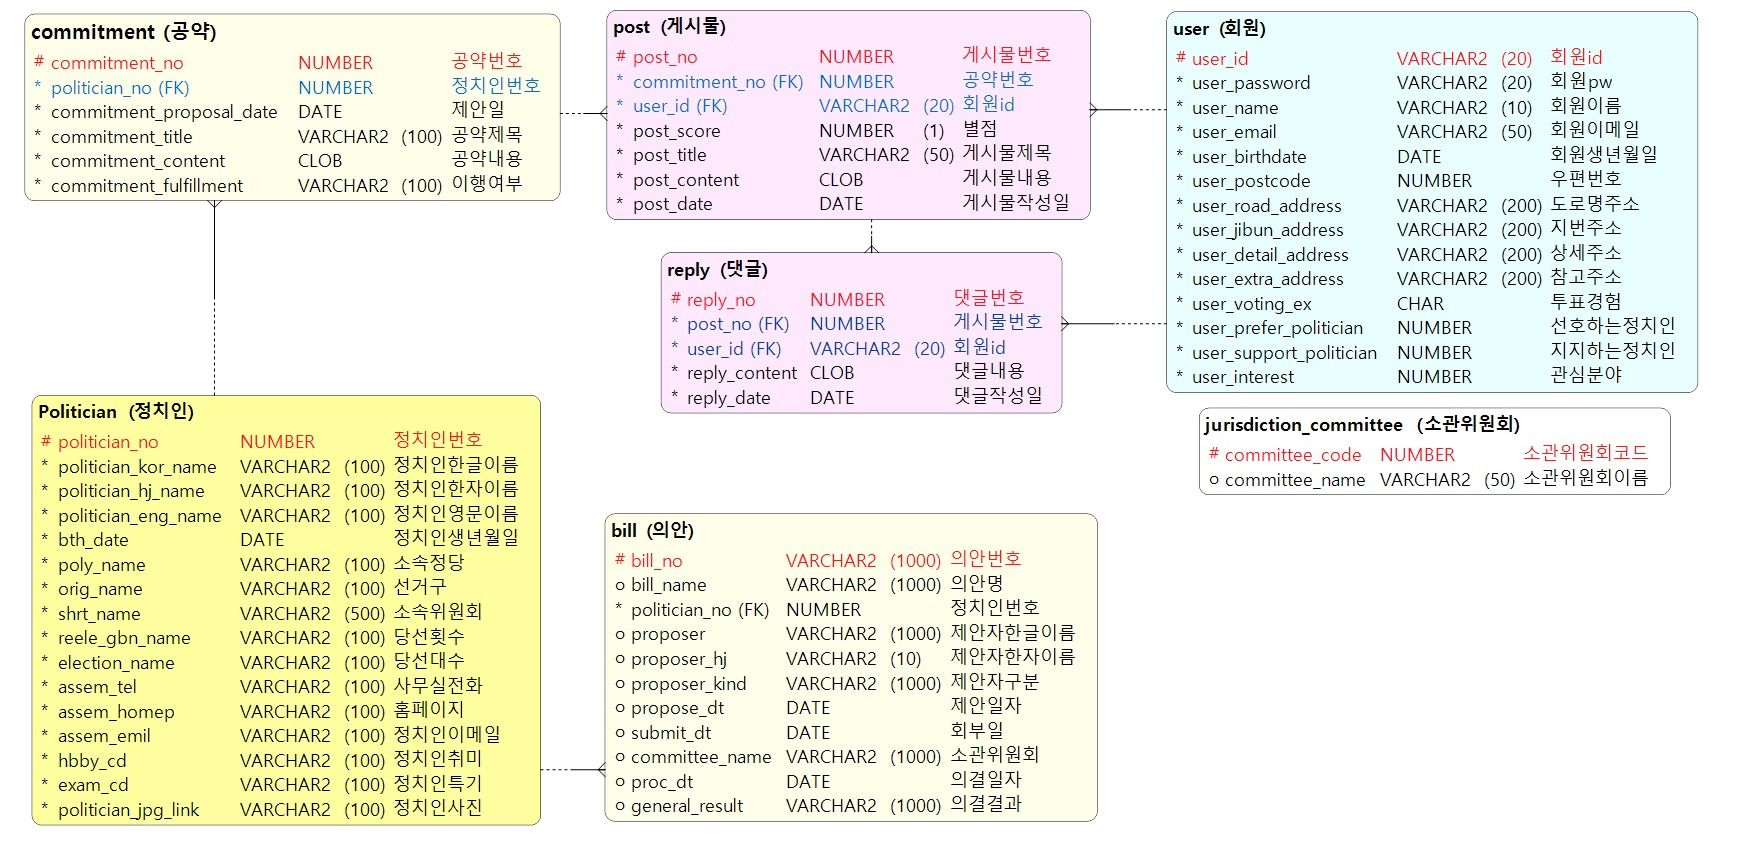 commitment (공약)
# commitment_no NUMBER 공약번호
* politician_no (FK) NUMBER 정치인번호
* commitment_proposal_date DATE 제안일
* commitment_title VARCHAR2 (100) 공약제목
* commitment_content CLOB 공약내용
* commitment_fulfillment VARCHAR2 (100) 이행여부
post (게시물)
# post_no NUMBER 게시물번호
* commitment_no (FK) NUMBER 공약번호
* user_id (FK) VARCHAR2 (20) 회원id
* post_score NUMBER (1) 별점
* post_title VARCHAR2 (50) 게시물제목
* post_content CLOB 게시물내용
* post_date DATE 게시물작성일
user (회원)
# user_id VARCHAR2 (20) 회원id
* user_password VARCHAR2 (20) 회원pw
* user_name VARCHAR2 (10) 회원이름
* user_email VARCHAR2 (50) 회원이메일
* user_birthdate DATE 회원생년월일
* user_postcode NUMBER 우편번호
* user_road_address VARCHAR2 (200) 도로명주소
* user_jibun_address VARCHAR2 (200) 지번주소
* user_detail_address VARCHAR2 (200) 상세주소
* user_extra_address VARCHAR2 (200) 참고주소
* user_voting_ex CHAR 투표경험
* user_prefer_politician NUMBER 선호하는정치인
* user_support_politician NUMBER 지지하는정치인
* user_interest NUMBER 관심분야
reply (댓글)
# reply_no NUMBER 댓글번호
* post_no (FK) NUMBER 게시물번호
* user_id (FK) VARCHAR2 (20) 회원id
* reply_content CLOB 댓글내용
* reply_date DATE 댓글작성일
Politician (정치인)
# politician_no NUMBER 정치인번호
* politician_kor_name VARCHAR2 (100) 정치인한글이름
* politician_hj_name VARCHAR2 (100) 정치인한자이름
* politician_eng_name VARCHAR2 (100) 정치인영문이름
* bth_date DATE 정치인생년월일
* poly_name VARCHAR2 (100) 소속정당
* orig_name VARCHAR2 (100) 선거구
* shrt_name VARCHAR2 (500) 소속위원회
* reele_gbn_name VARCHAR2 (100) 당선횟수
* election_name VARCHAR2 (100) 당선대수
* assem_tel VARCHAR2 (100) 사무실전화
* assem_homep VARCHAR2 (100) 홈페이지
* assem_emil VARCHAR2 (100) 정치인이메일
* hbby_cd VARCHAR2 (100) 정치인취미
* exam_cd VARCHAR2 (100) 정치인특기
* politician_jpg_link VARCHAR2 (100) 정치인사진
jurisdiction_committee (소관위원회)
# committee_code NUMBER 소관위원회코드
o committee_name VARCHAR2 (50) 소관위원회이름
bill (의안)
# bill_no VARCHAR2 (1000) 의안번호
o bill_name VARCHAR2 (1000) 의안명
* politician_no (FK) NUMBER 정치인번호
o proposer VARCHAR2 (1000) 제안자한글이름
o proposer_hj VARCHAR2 (10) 제안자한자이름
o proposer_kind VARCHAR2 (1000) 제안자구분
o propose_dt DATE 제안일자
o submit_dt DATE 회부일
o committee_name VARCHAR2 (1000) 소관위원회
o proc_dt DATE 의결일자
o general_result VARCHAR2 (1000) 의결결과